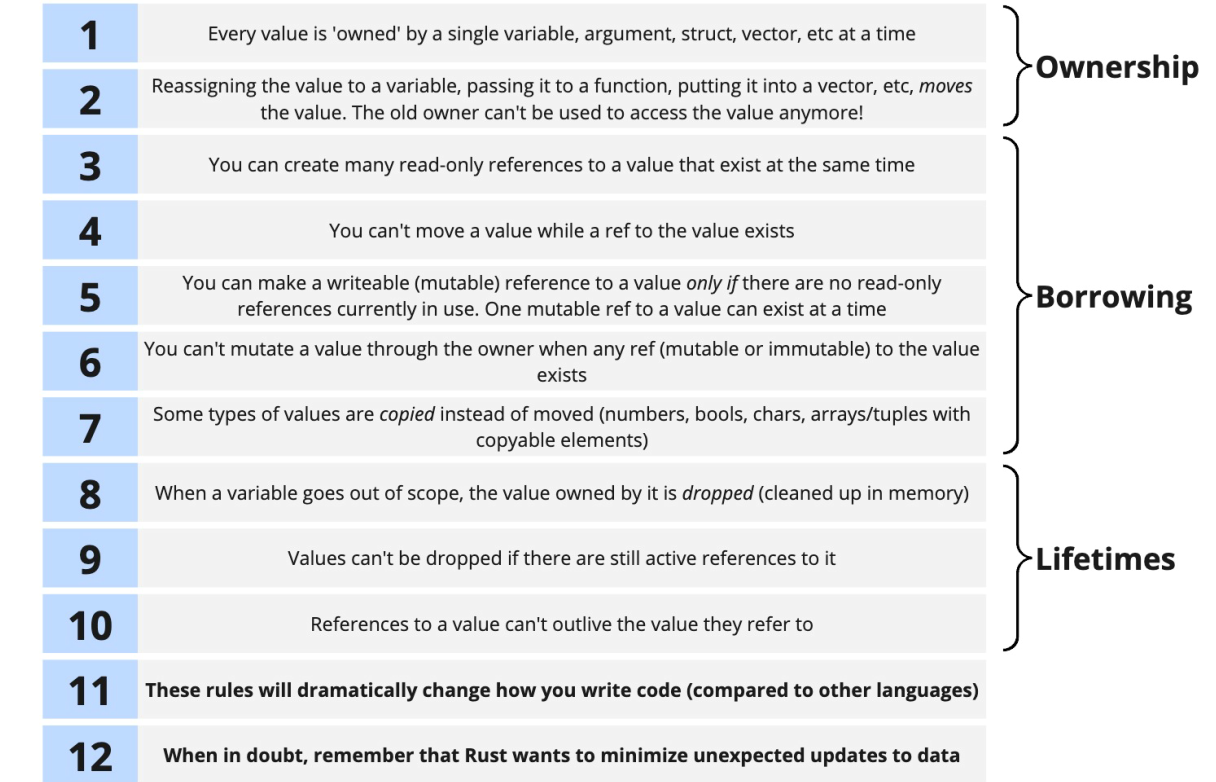 1
Every value is 'owned' by a single variable, argument, struct, vector, etc at a time
Ownership
2
Reassigning the value to a variable, passing it to a function, putting it into a vector, etc, moves
the value. The old owner can't be used to access the value anymore!
3
You can create many read-only references to a value that exist at the same time
4
You can't move a value while a ref to the value exists
5
You can make a writeable (mutable) reference to a value only if there are no read-only
references currently in use. One mutable ref to a value can exist at a time
Borrowing
6
You can't mutate a value through the owner when any ref (mutable or immutable) to the value
exists
7
Some types of values are copied instead of moved (numbers, bools, chars, arrays/tuples with
copyable elements)
8
When a variable goes out of scope, the value owned by it is dropped (cleaned up in memory)
9
Values can't be dropped if there are still active references to it
Lifetimes
10
References to a value can't outlive the value they refer to
11
These rules will dramatically change how you write code (compared to other languages)
12
When in doubt, remember that Rust wants to minimize unexpected updates to data